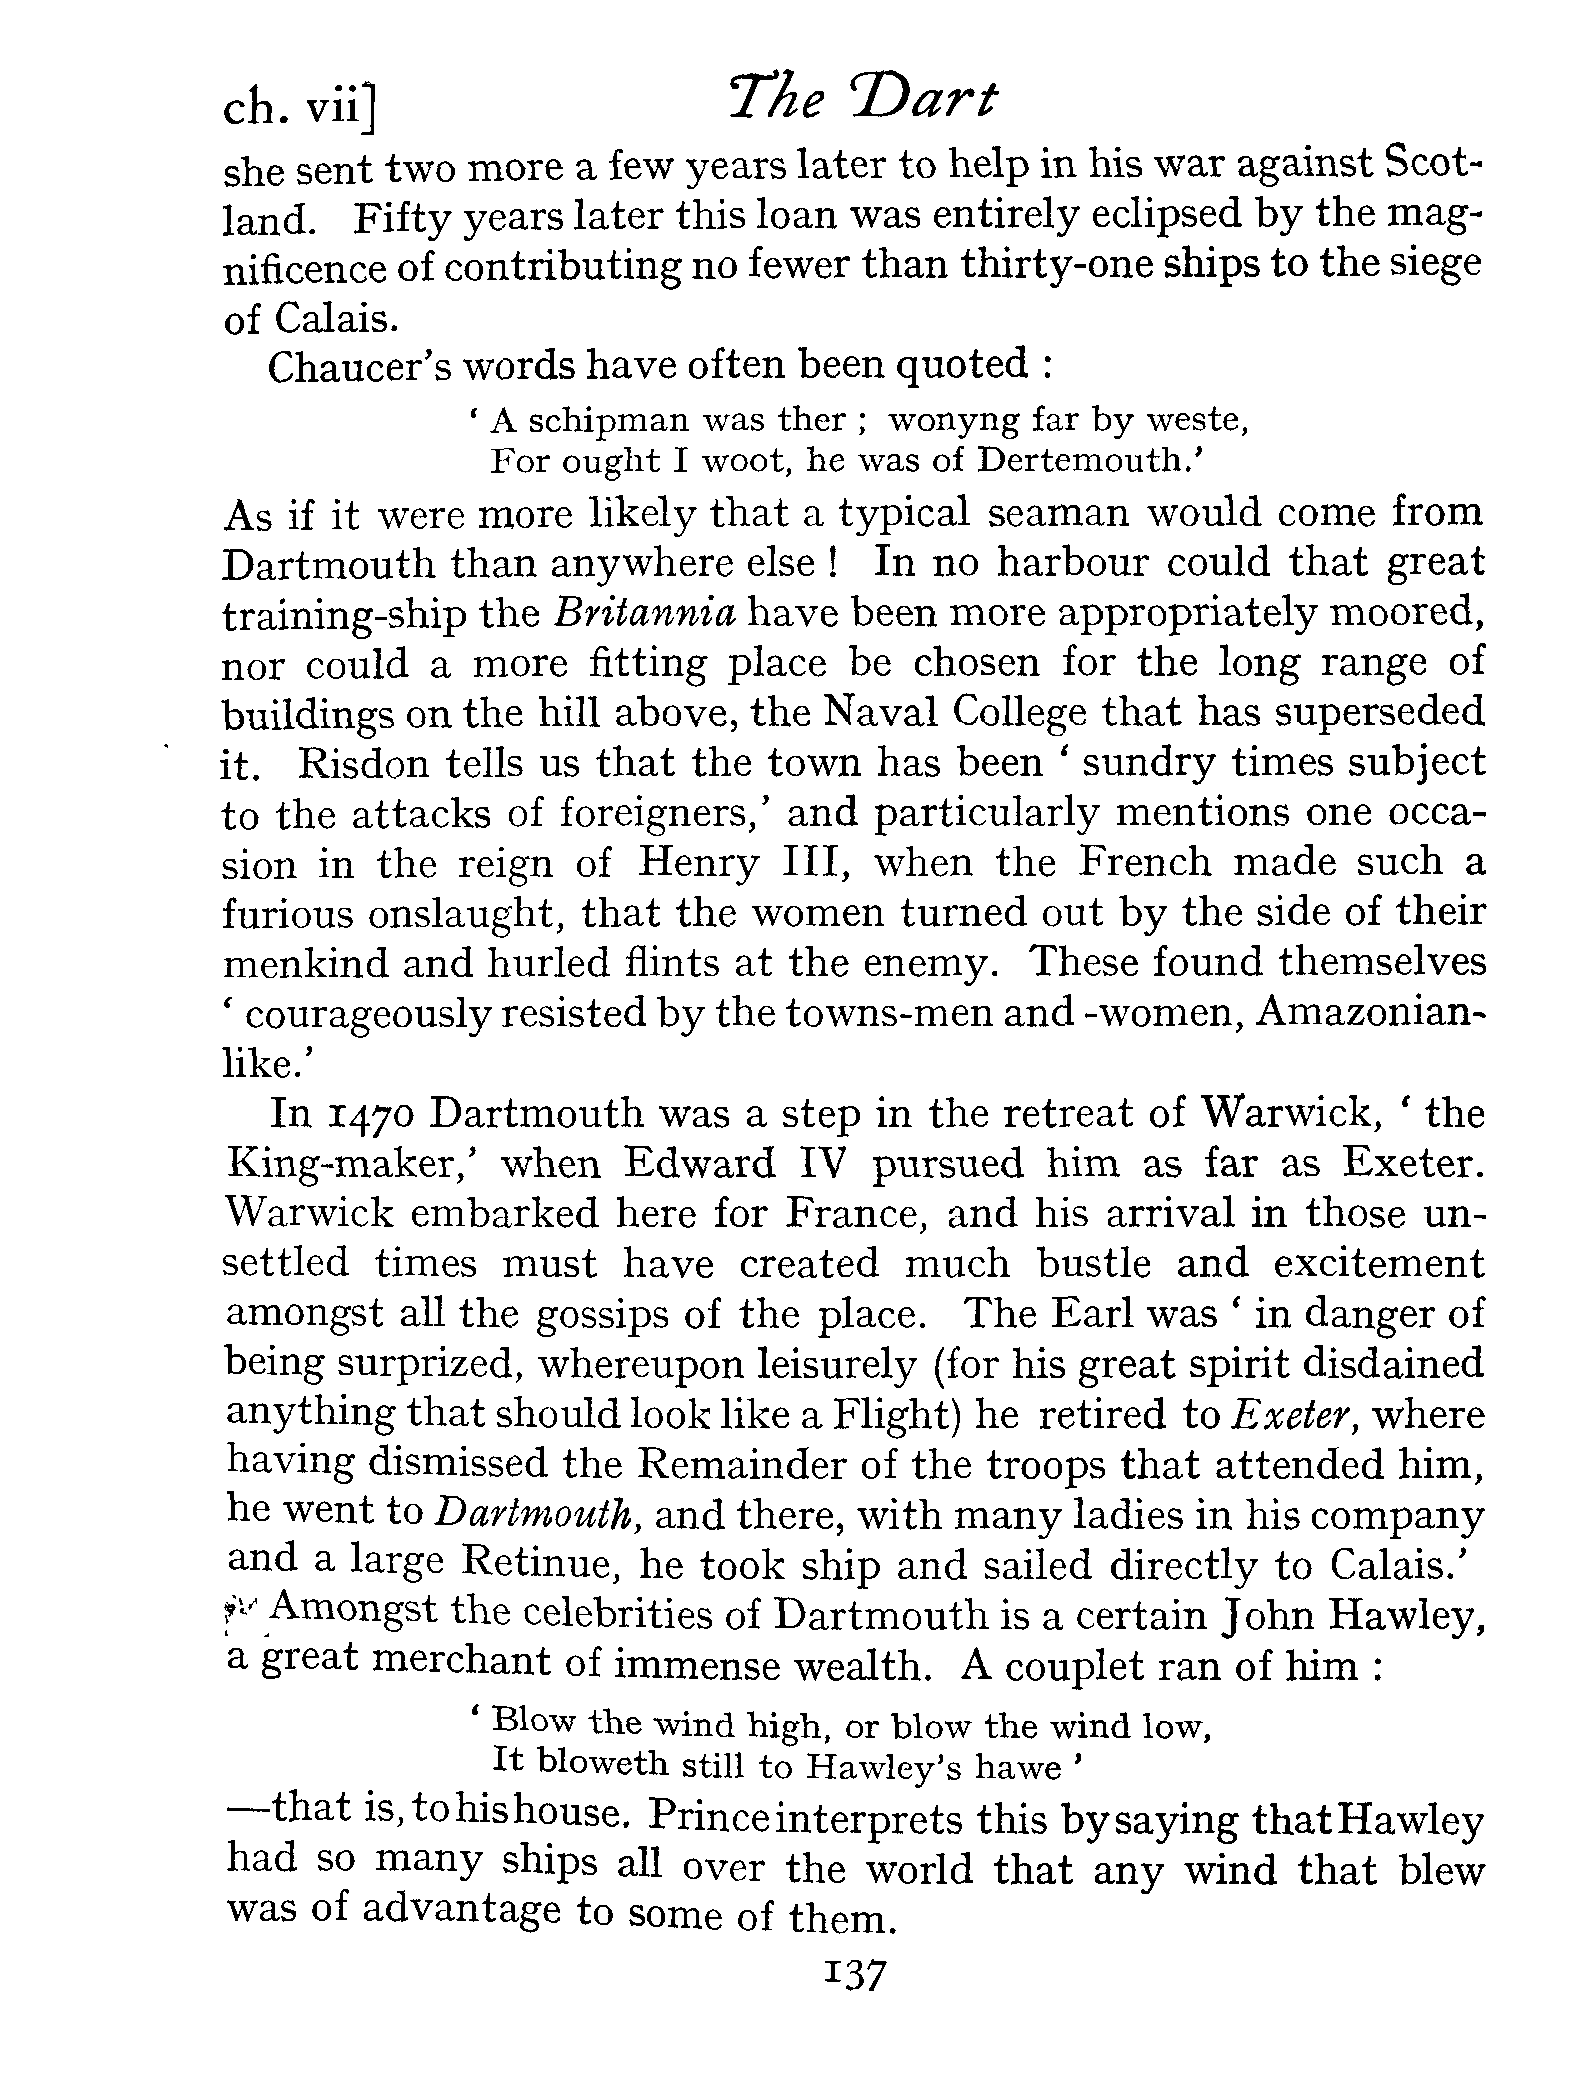 ch. vii] The Dart
she sent two more a few years later to help in his war against Scot-
land. Fifty years later this loan was entirely eclipsed by the mag-
nificence of contributing no fewer than thirty-one ships to the siege
of Calais.
Chaucer's words have often been quoted :
‘ A schipman was ther ; wonyng far by weste,
For ought I woot, he was of Dertemouth.’
As if it were more likely that a typical seaman would come from
Dartmouth than anywhere else ! In no harbour could that great
training-ship the Britannia have been more appropriately moored,
nor could a more fitting place be chosen for the long range of
buildings on the hill above, the Naval College that has superseded
it. Risdon tells us that the town has been ‘ sundry times subject
to the attacks of foreigners,’ and particularly mentions one occa-
sion in the reign of Henry III, when the French made such a
furious onslaught, that the women turned out by the side of their
menkind and hurled flints at the enemy. These found themselves
‘ courageously resisted by the towns-men and -women, Amazonian-
like.’
In 1470 Dartmouth was a step in the retreat of Warwick, ‘ the
King-maker,’ when Edward IV pursued him as far as Exeter.
Warwick embarked here for France, and his arrival in those un-
settled times must have created much bustle and excitement
amongst all the gossips of the place. The Earl was ‘ in danger of
being surprized, whereupon leisurely (for his great spirit disdained
anything that should look like a Flight) he retired to Exeter, where
having dismissed the Remainder of the troops that attended him,
he went to Dartmouth, and there, with many ladies in his company
and a large Retinue, he took ship and sailed directly to Calais.’
Amongst the celebrities of Dartmouth is a certain John Hawley,
a great merchant of immense wealth. A couplet ran of him :
‘ Blow the wind high, or blow the wind low,
It bloweth still to Hawley's hawe ’
—that is, to his house. Prince interprets this by saying that Hawley
had so many ships all over the world that any wind that blew
was of advantage to some of them.
137